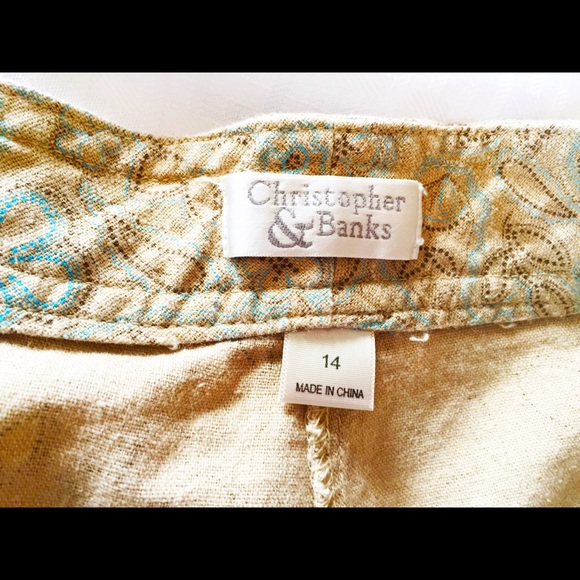 Christopher
& Banks
14
MADE IN CHINA